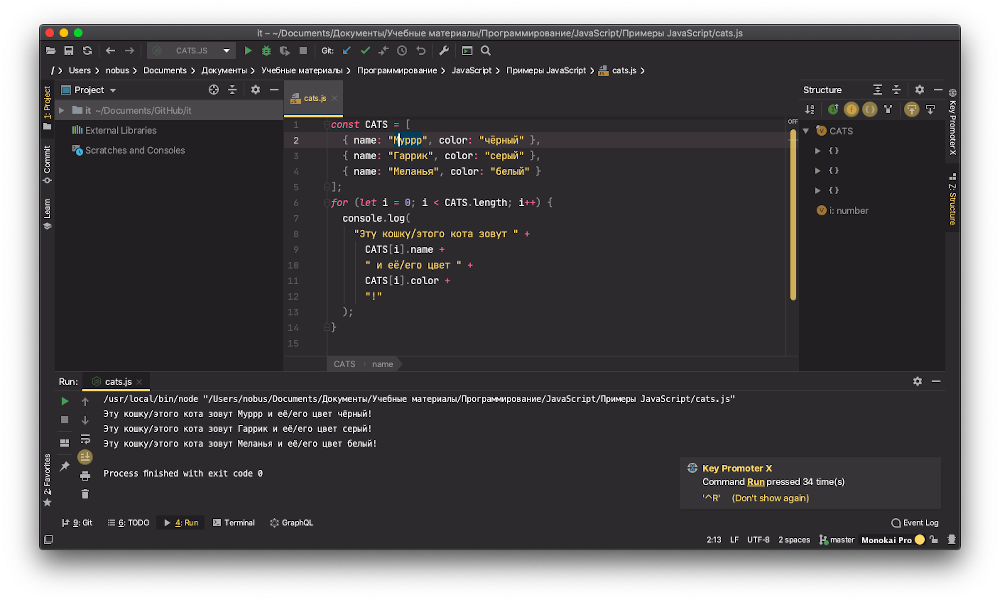 it – ~/Documents/Документы/Учебные материалы/Программирование/JavaScript/Примеры JavaScript/cats.js
CATS.JS Git:
/ Users nobus Documents Документы Учебные материалы Программирование JavaScript Примеры JavaScript cats.js
1: Project
Commit
Learn
2: Favorites
Project
it ~/Documents/GitHub/it
External Libraries
Scratches and Consoles
cats.js
1 const CATS = [
2 { name: "Муррр", color: "чёрный" },
3 { name: "Гаррик", color: "серый" },
4 { name: "Меланья", color: "белый" }
5 ];
6 for (let i = 0; i < CATS.length; i++) {
7 console.log(
8 "Эту кошку/этого кота зовут " +
9 CATS[i].name +
10 " и её/его цвет " +
11 CATS[i].color +
12 "!"
13 );
14 }
15
OFF
CATS name
Structure
CATS
{}
{}
{}
i: number
Key Promoter X
Z: Structure
Run: cats.js
/usr/local/bin/node "/Users/nobus/Documents/Документы/Учебные материалы/Программирование/JavaScript/Примеры JavaScript/cats.js"
Эту кошку/этого кота зовут Муррр и её/его цвет чёрный!
Эту кошку/этого кота зовут Гаррик и её/его цвет серый!
Эту кошку/этого кота зовут Меланья и её/его цвет белый!
Process finished with exit code 0
Key Promoter X
Command Run pressed 34 time(s)
'^R' (Don't show again)
9: Git 6: TODO 4: Run Terminal GraphQL Event Log
2:13 LF UTF-8 2 spaces master Monokai Pro